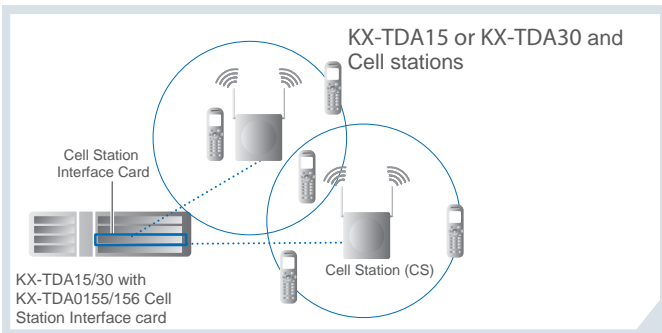 KX-TDA15 or KX-TDA30 and
Cell stations
Cell Station
Interface Card
Cell Station (CS)
KX-TDA15/30 with
KX-TDA0155/156 Cell
Station Interface card